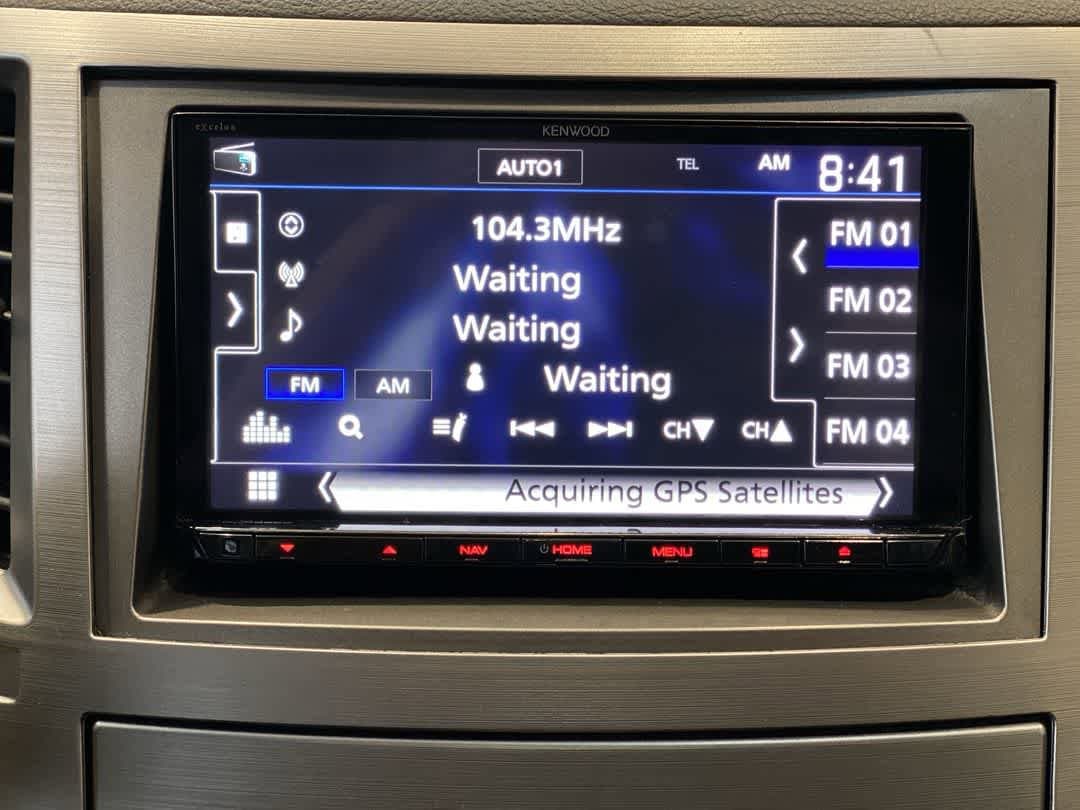 eXcelon
KENWOOD
AUTO1
TEL
AM 8:41
104.3MHz
FM 01
Waiting
FM 02
Waiting
FM 03
FM AM
Waiting
CH▼ CH▲
FM 04
Acquiring GPS Satellites
NAV
HOME
MENU